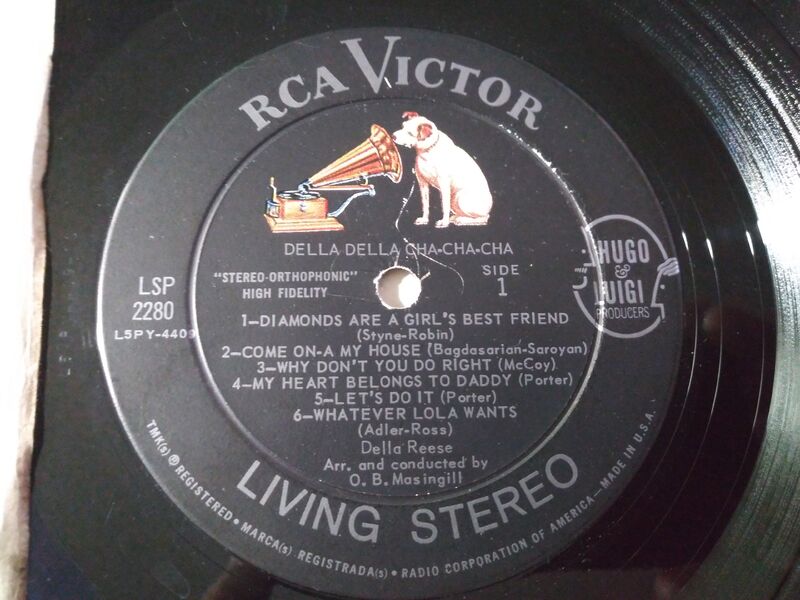 RCA VICTOR
DELLA DELLA CHA-CHA-CHA
"STEREO-ORTHOPHONIC"
HIGH FIDELITY
SIDE
1
LSP
2280
L5PY-4409
HUGO
&
LUIGI
PRODUCERS
1—DIAMONDS ARE A GIRL'S BEST FRIEND
(Styne-Robin)
2—COME ON-A MY HOUSE (Bagdasarian-Saroyan)
3—WHY DON'T YOU DO RIGHT (McCoy)
4—MY HEART BELONGS TO DADDY (Porter)
5—LET'S DO IT (Porter)
6—WHATEVER LOLA WANTS
(Adler-Ross)
Della Reese
Arr. and conducted by
O. B. Masingill
LIVING STEREO
TMK(s) ® REGISTERED • MARCA(s) REGISTRADA(s) • RADIO CORPORATION OF AMERICA—MADE IN U.S.A.